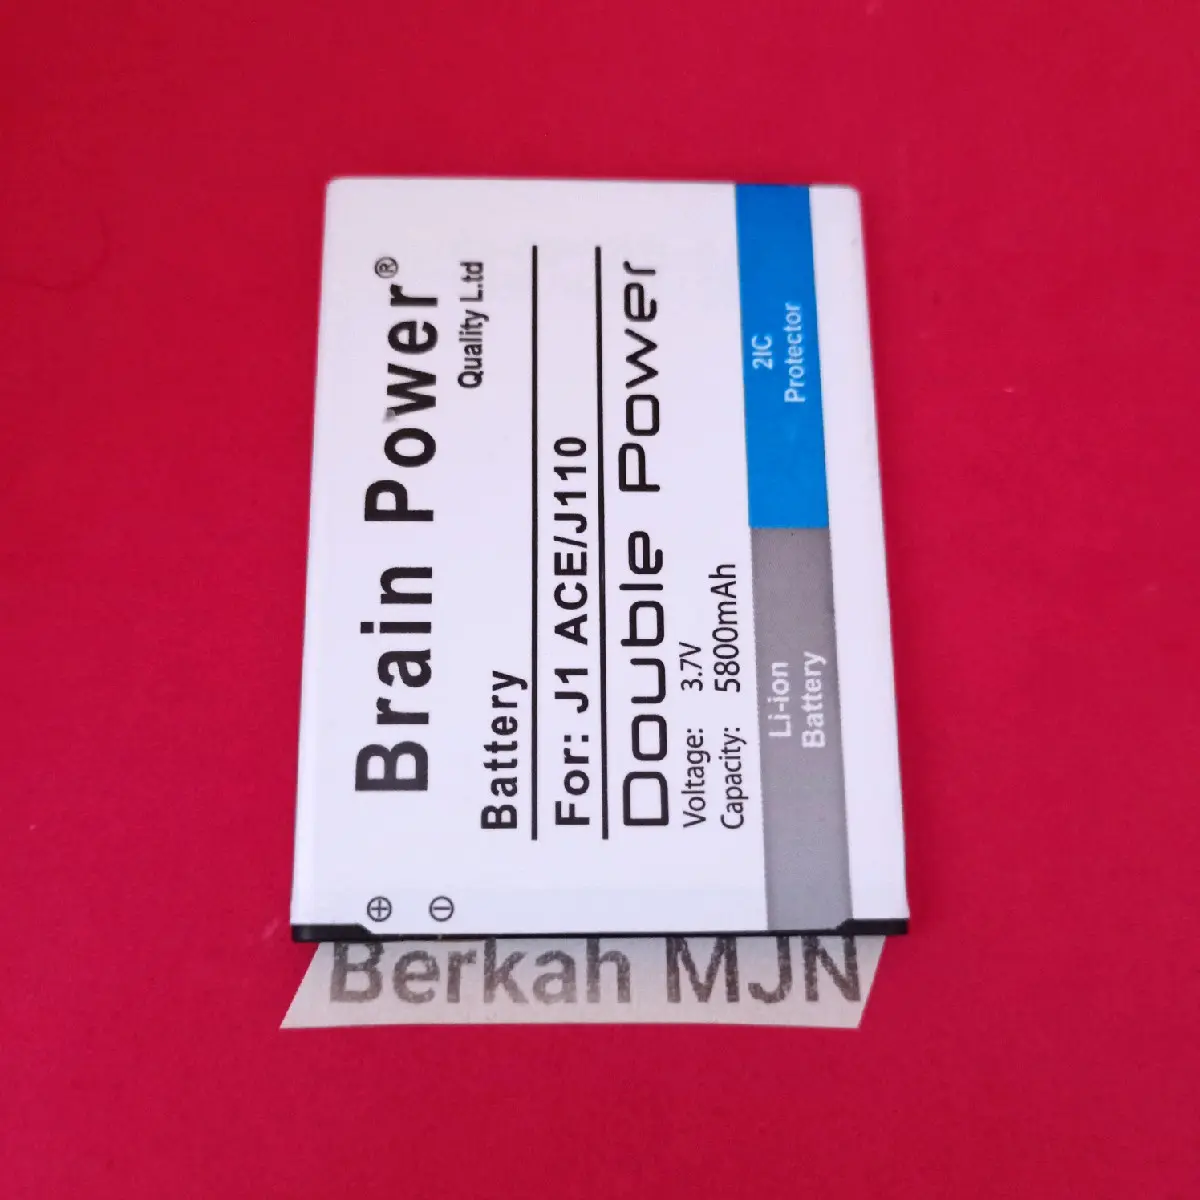 Brain Power®
Quality L.td
Battery
For: J1 ACE/J110
Double Power
Voltage: 3.7V
Capacity: 5800mAh
2IC
Protector
Li-ion
Battery
⊕ ⊖
Berkah MJN